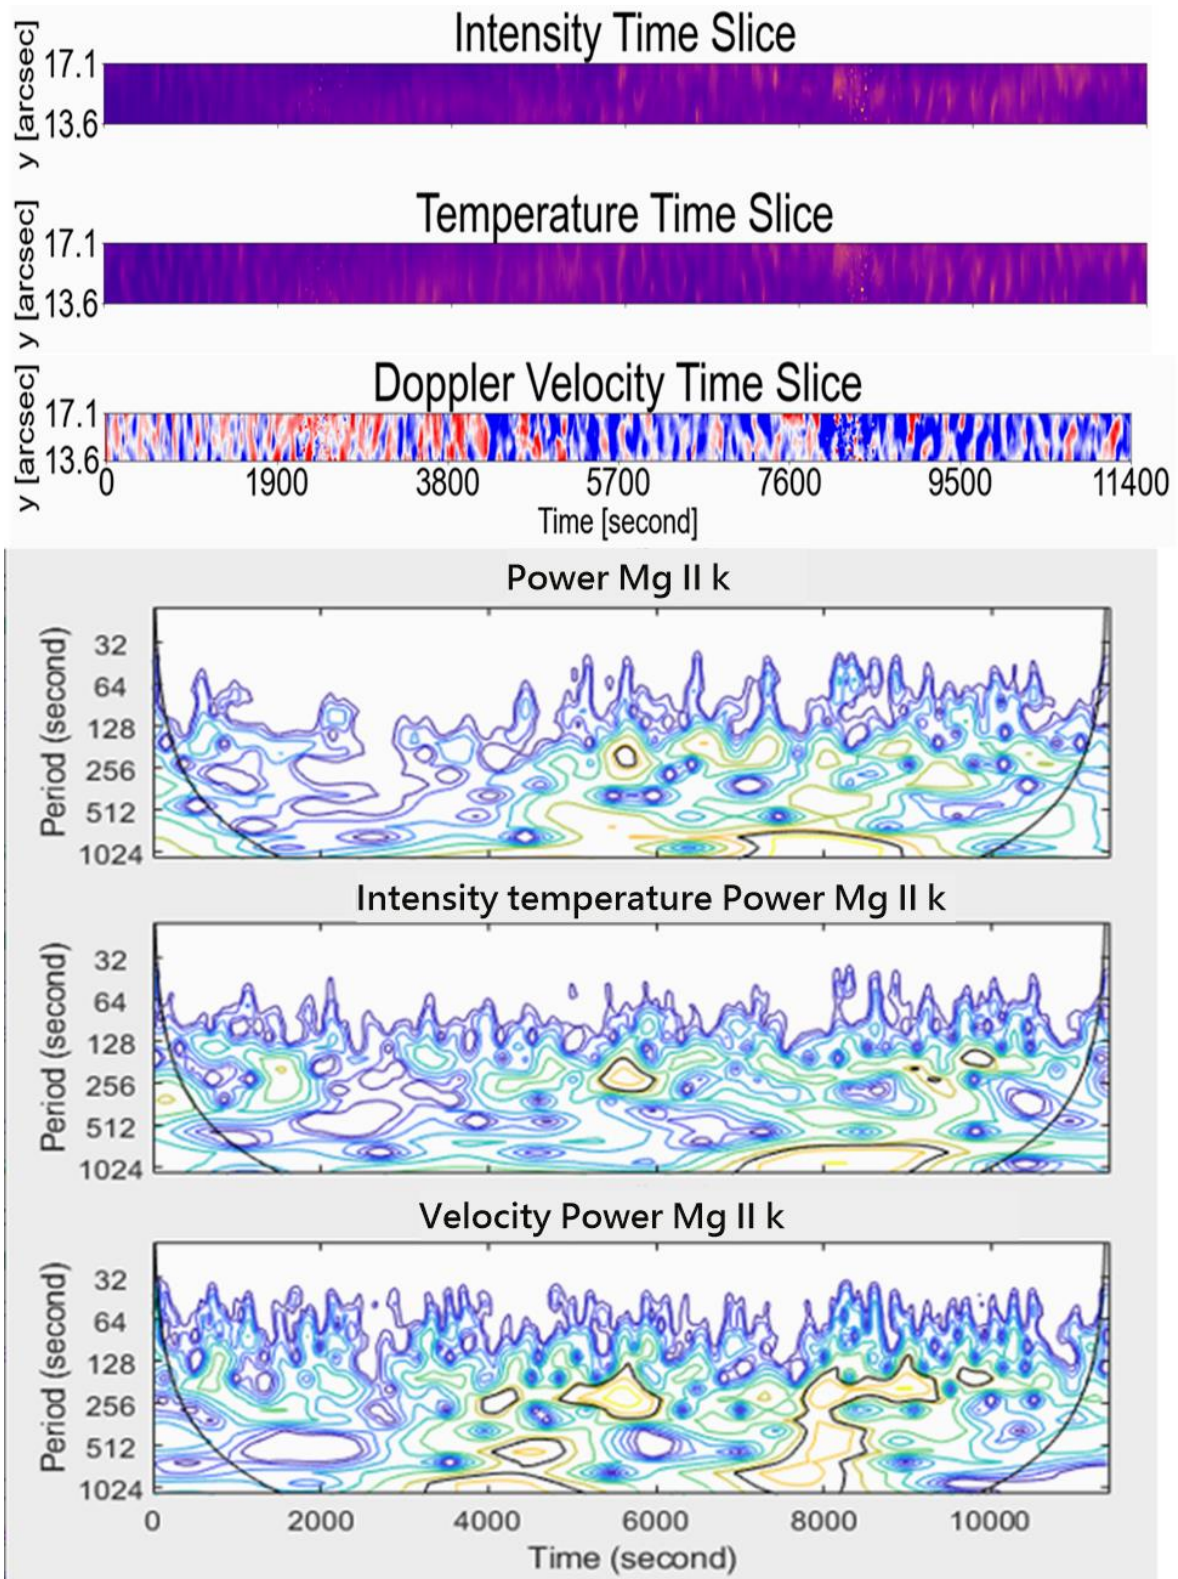 Intensity Time Slice
y [arcsec]
17.1
13.6
Temperature Time Slice
y [arcsec]
17.1
13.6
Doppler Velocity Time Slice
y [arcsec]
17.1
13.6
0 1900 3800 5700 7600 9500 11400
Time [second]
Power Mg II k
Period (second)
32
64
128
256
512
1024
Intensity temperature Power Mg II k
Period (second)
32
64
128
256
512
1024
Velocity Power Mg II k
Period (second)
32
64
128
256
512
1024
0 2000 4000 6000 8000 10000
Time (second)